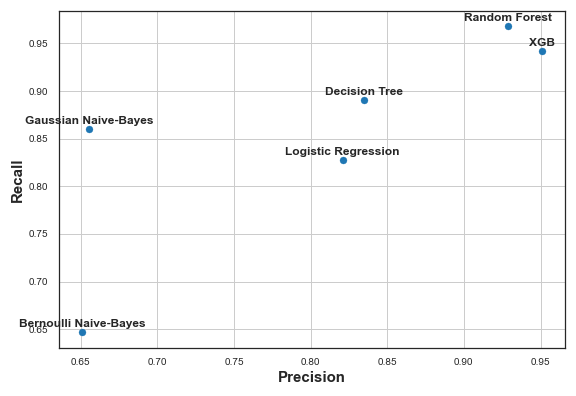 Random Forest
0.95
XGB
0.90
Decision Tree
Gaussian Naive-Bayes
0.85
Logistic Regression
Recall
0.80
0.75
0.70
Bernoulli Naive-Bayes
0.65
0.65 0.70 0.75 0.80 0.85 0.90 0.95
Precision